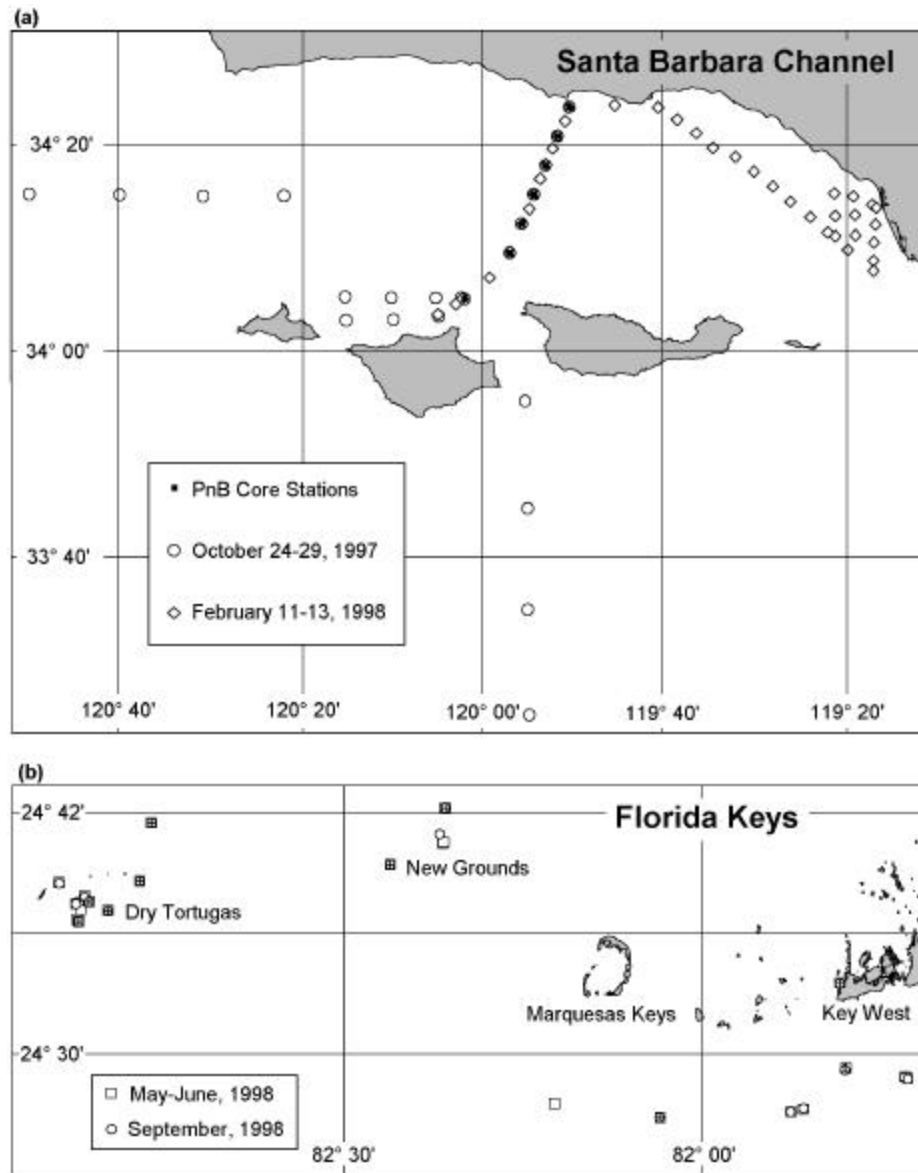 (a)
Santa Barbara Channel
34° 20'
34° 00'
PnB Core Stations
October 24-29, 1997
33° 40'
February 11-13, 1998
120° 40'
120° 20'
120° 00'
119° 40'
119° 20'
(b)
24° 42'
Florida Keys
New Grounds
Dry Tortugas
Marquesas Keys
Key West
24° 30'
May-June, 1998
September, 1998
82° 30'
82° 00'